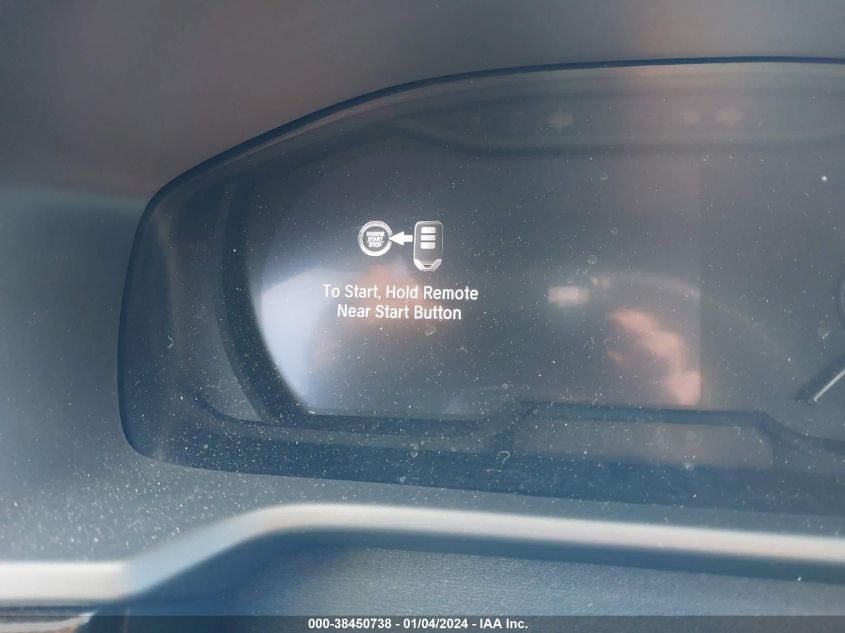 ENGINE
START
STOP
To Start, Hold Remote
Near Start Button
000-38450738 - 01/04/2024 - IAA Inc.